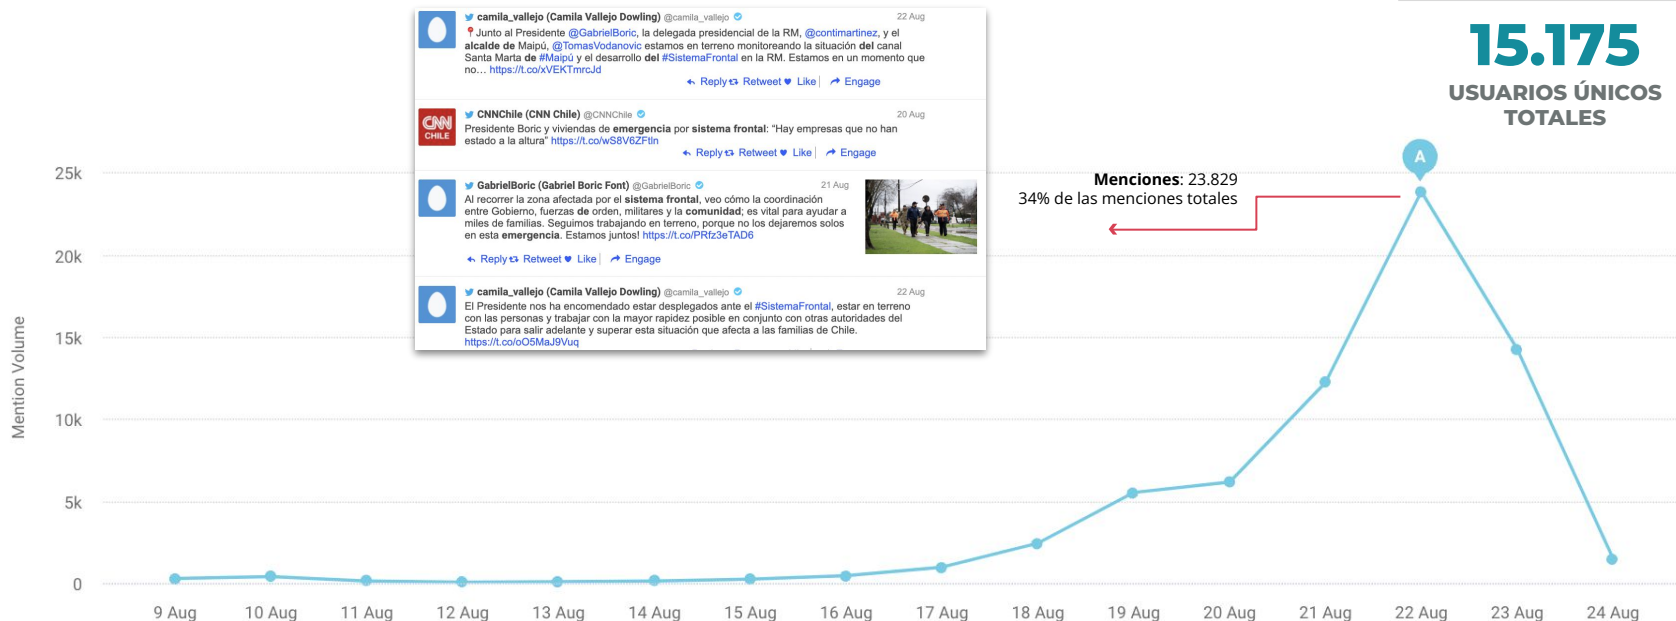 camila_vallejo (Camila Vallejo Dowling) @camila_vallejo 22 Aug
📍Junto al Presidente @GabrielBoric, la delegada presidencial de la RM, @contimartinez, y el
alcalde de Maipú, @TomasVodanovic estamos en terreno monitoreando la situación del canal
Santa Marta de #Maipú y el desarrollo del #SistemaFrontal en la RM. Estamos en un momento que
no… https://t.co/xVEKTmrcJd
Reply Retweet Like Engage
CNN
CHILE
CNNChile (CNN Chile) @CNNChile 20 Aug
Presidente Boric y viviendas de emergencia por sistema frontal: “Hay empresas que no han
estado a la altura” https://t.co/wS8V6ZFtln
Reply Retweet Like Engage
GabrielBoric (Gabriel Boric Font) @GabrielBoric 21 Aug
Al recorrer la zona afectada por el sistema frontal, veo cómo la coordinación
entre Gobierno, fuerzas de orden, militares y la comunidad; es vital para ayudar a
miles de familias. Seguimos trabajando en terreno, porque no los dejaremos solos
en esta emergencia. Estamos juntos! https://t.co/PRfz3eTAD6
Reply Retweet Like Engage
camila_vallejo (Camila Vallejo Dowling) @camila_vallejo 22 Aug
El Presidente nos ha encomendado estar desplegados ante el #SistemaFrontal, estar en terreno
con las personas y trabajar con la mayor rapidez posible en conjunto con otras autoridades del
Estado para salir adelante y superar esta situación que afecta a las familias de Chile.
https://t.co/oO5MaJ9Vuq
15.175
USUARIOS ÚNICOS
TOTALES
A
Menciones: 23.829
34% de las menciones totales
Mention Volume
25k
20k
15k
10k
5k
0
9 Aug 10 Aug 11 Aug 12 Aug 13 Aug 14 Aug 15 Aug 16 Aug 17 Aug 18 Aug 19 Aug 20 Aug 21 Aug 22 Aug 23 Aug 24 Aug